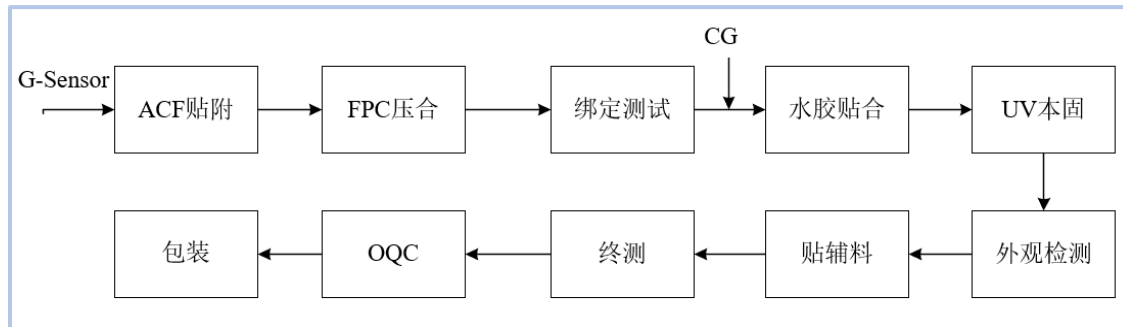 CG
G-Sensor
ACF贴附
FPC压合
绑定测试
水胶贴合
UV本固
外观检测
贴辅料
终测
OQC
包装